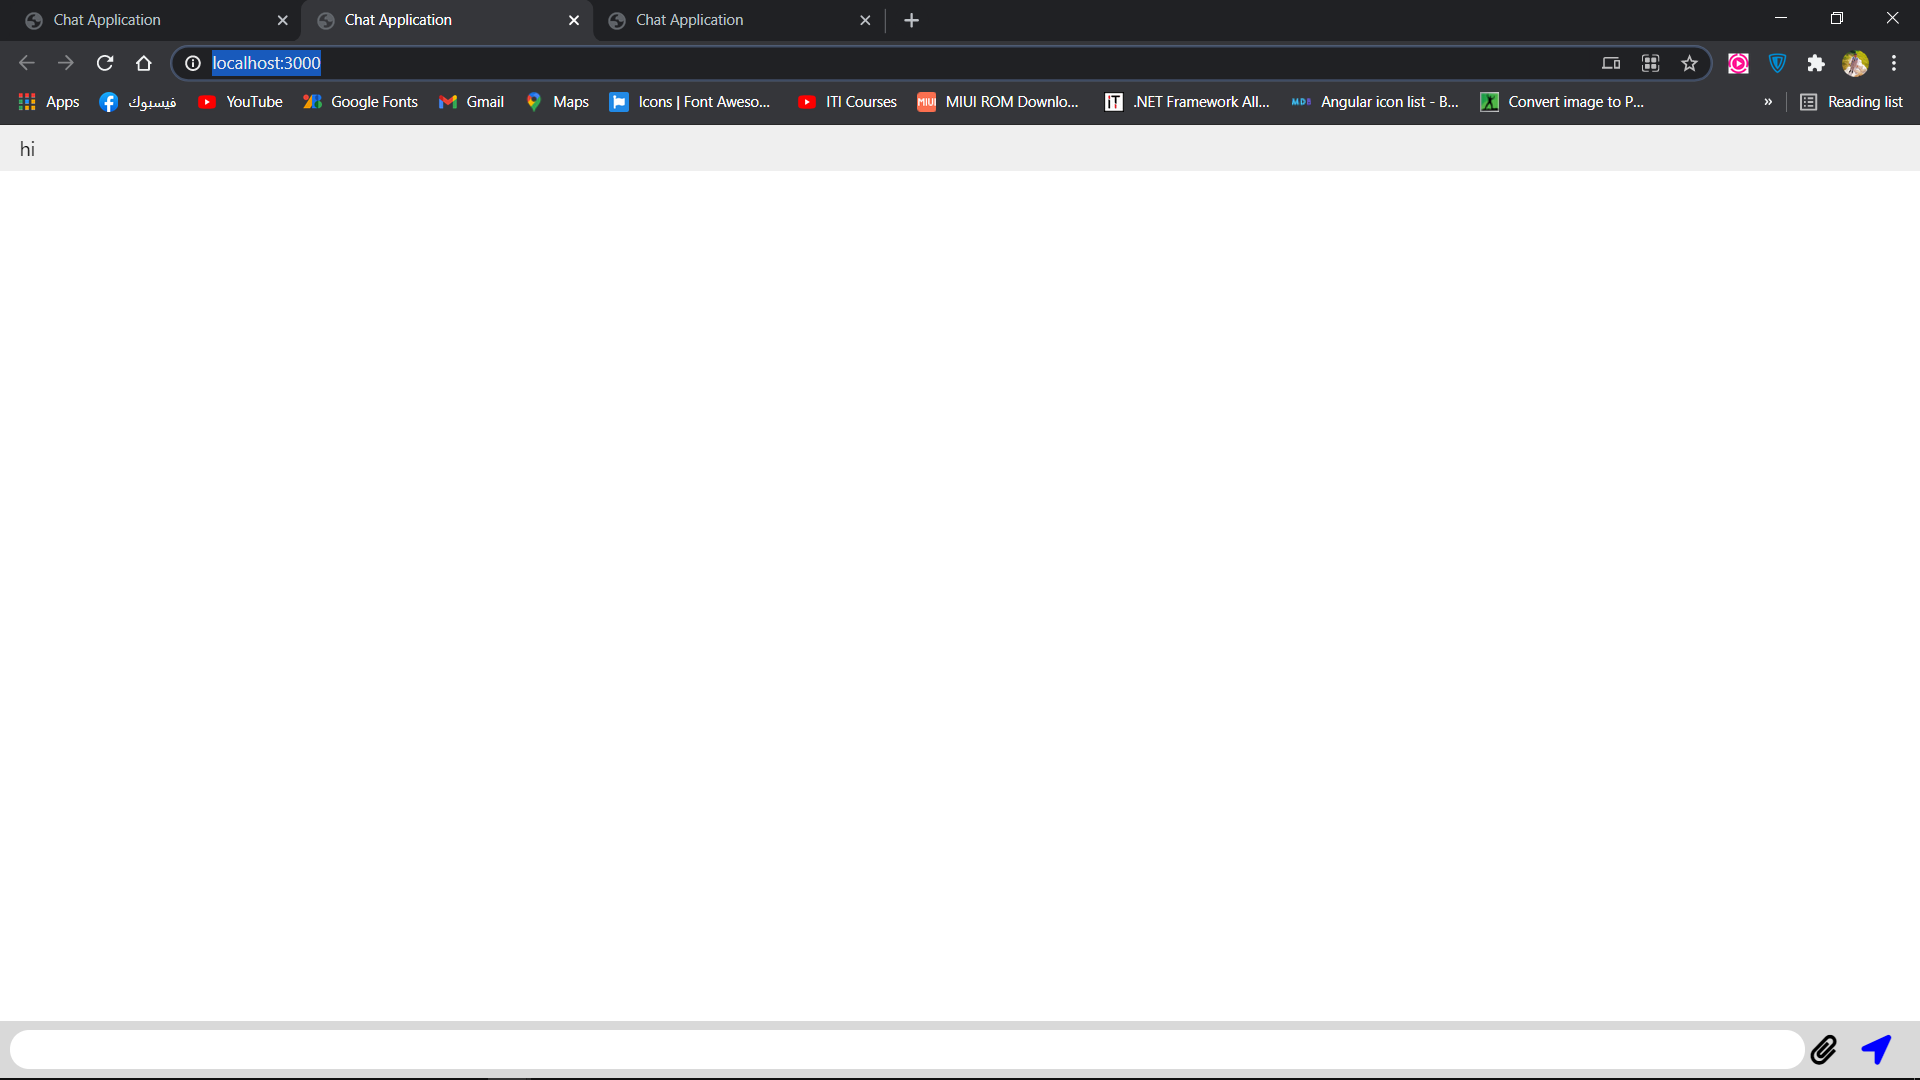 Chat Application Chat Application Chat Application
localhost:3000
Apps فيسبوك YouTube Google Fonts Gmail Maps Icons | Font Aweso... ITI Courses MIUI ROM Downlo... .NET Framework All... Angular icon list - B... Convert image to P... » Reading list
hi